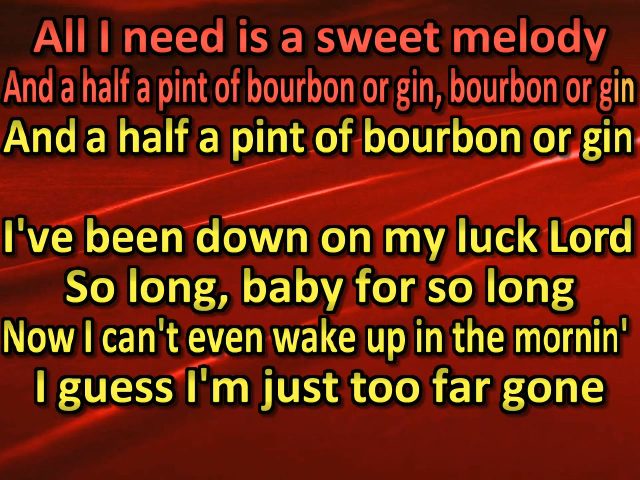 All I need is a sweet melody
And a half a pint of bourbon or gin, bourbon or gin
And a half a pint of bourbon or gin
I've been down on my luck Lord
So long, baby for so long
Now I can't even wake up in the mornin'
I guess I'm just too far gone